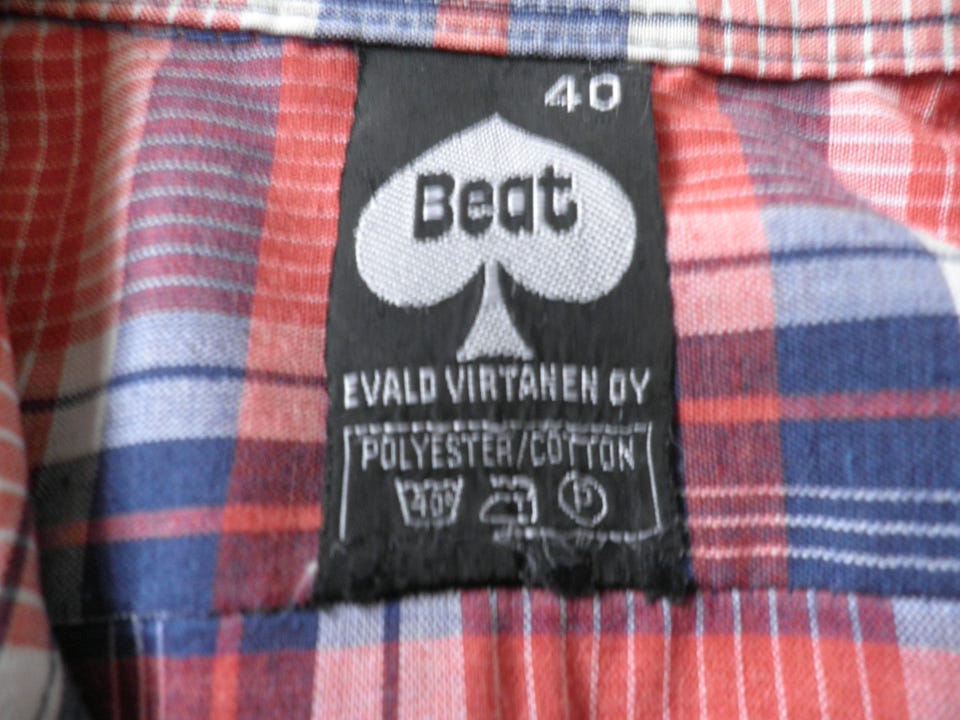 40
Beat
EVALD VIRTANEN OY
POLYESTER/COTTON
40° P